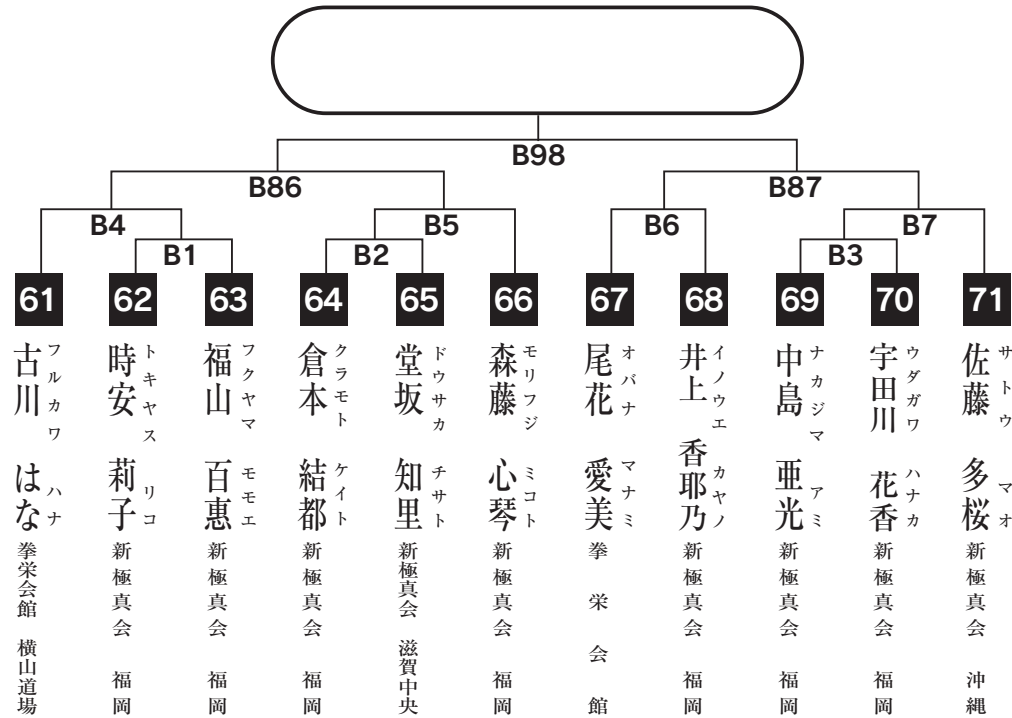 B98
B86
B87
B4
B5
B6
B7
B1
B2
B3
61
62
63
64
65
66
67
68
69
70
71
フルカワ ハナ
古川 はな
拳栄会館 横山道場
トキヤス リコ
時安 莉子
新極真会 福岡
フクヤマ モモエ
福山 百惠
新極真会 福岡
クラモト ケイト
倉本 結都
新極真会 福岡
ドウサカ チサト
堂坂 知里
新極真会 滋賀中央
モリフジ ミコト
森藤 心琴
新極真会 福岡
オバナ マナミ
尾花 愛美
拳栄会館
イノウエ カヤノ
井上 香耶乃
新極真会 福岡
ナカジマ アミ
中島 亜光
新極真会 福岡
ウダガワ ハナカ
宇田川 花香
新極真会 福岡
サトウ マオ
佐藤 多桜
新極真会 沖縄